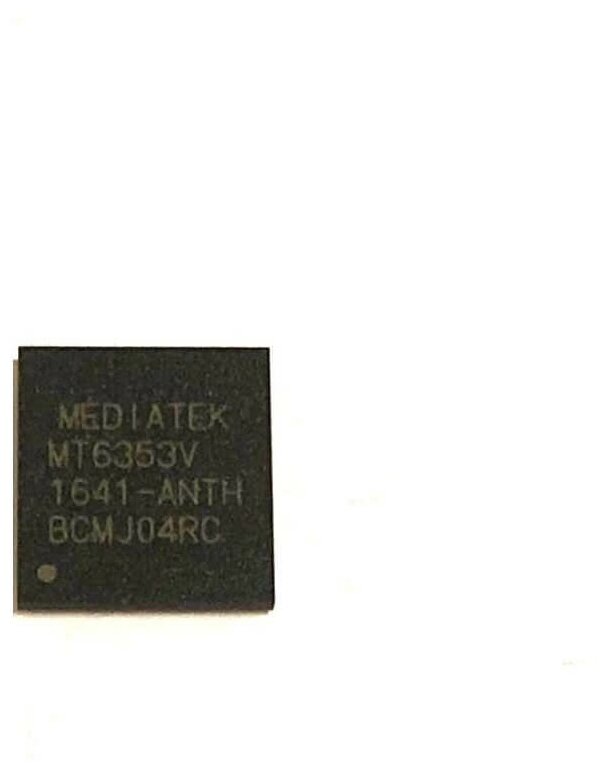 MEDIATEK
MT6353V
1641-ANTH
BCMJ04RC